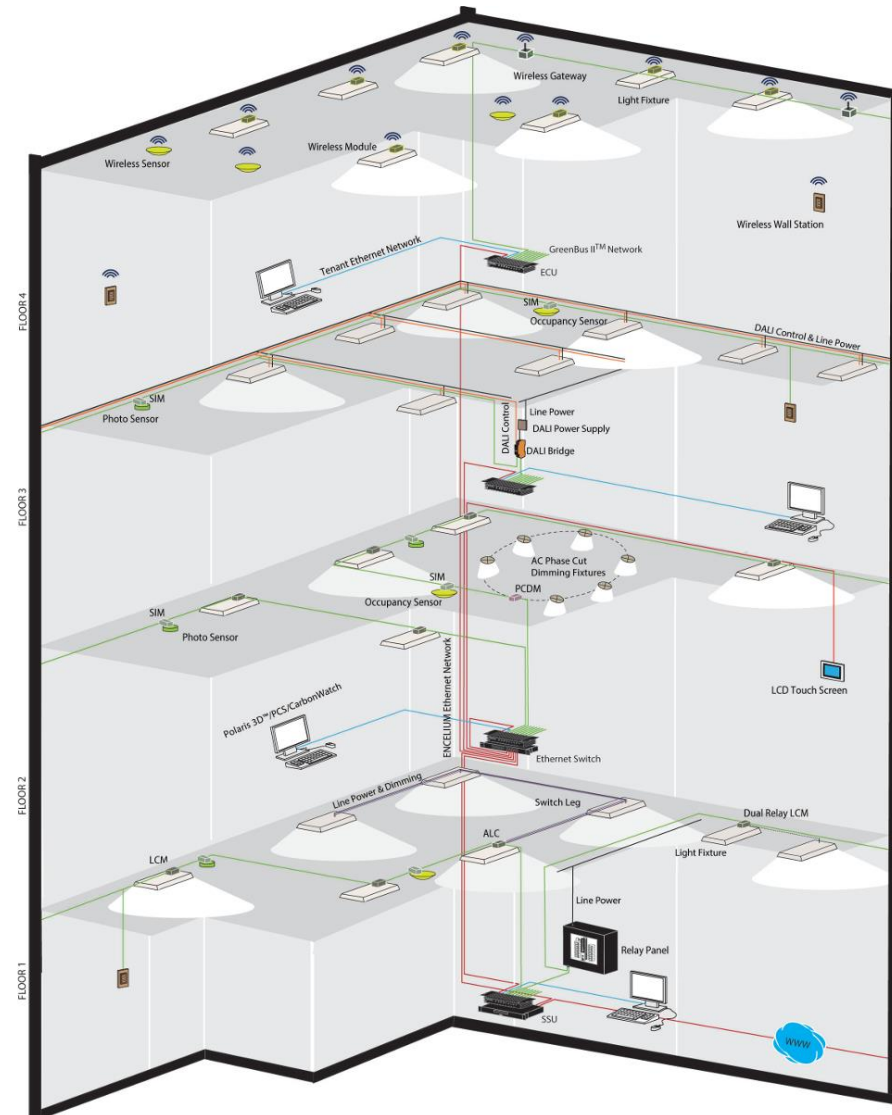 Wireless Gateway
Light Fixture
Wireless Module
Wireless Sensor
Wireless Wall Station
GreenBus II™ Network
Tenant Ethernet Network
ECU
FLOOR 4
SIM
Occupancy Sensor
DALI Control & Line Power
SIM
Photo Sensor
Line Power
DALI Control
DALI Power Supply
DALI Bridge
FLOOR 3
AC Phase Cut
Dimming Fixtures
SIM
PCDM
Occupancy Sensor
SIM
Photo Sensor
LCD Touch Screen
ENCELIUM Ethernet Network
Polaris 3D™/PCS/CarbonWatch
Ethernet Switch
FLOOR 2
Line Power & Dimming
Switch Leg
Dual Relay LCM
ALC
LCM
Light Fixture
Line Power
Relay Panel
FLOOR 1
SSU
WWW